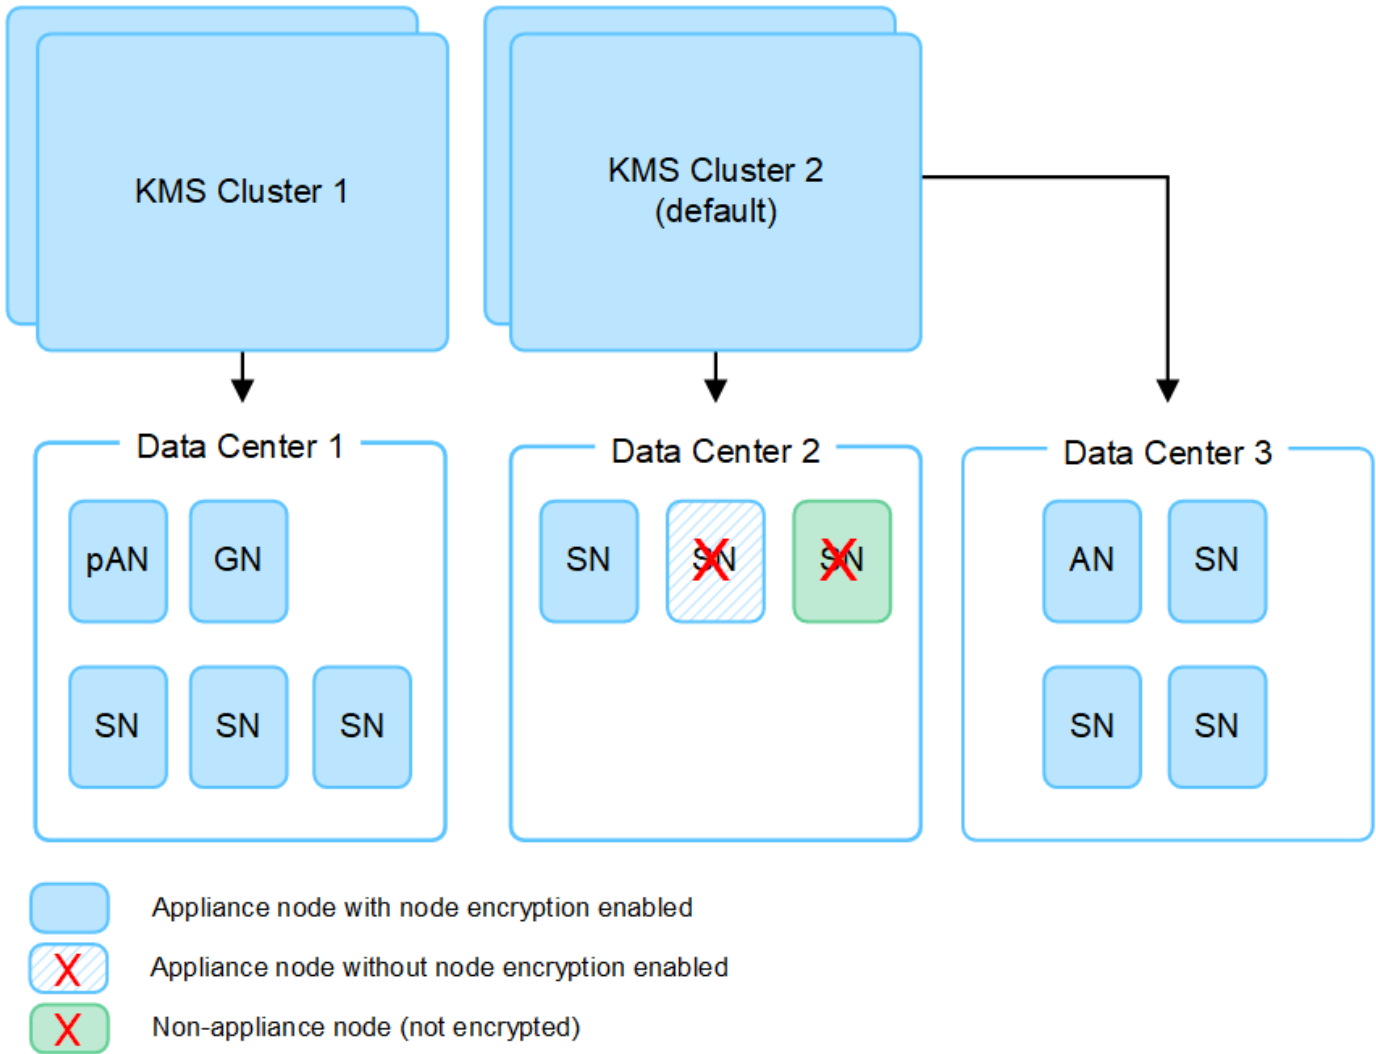 KMS Cluster 1
KMS Cluster 2
(default)
Data Center 1
Data Center 2
Data Center 3
pAN
GN
SN
SN
SN
SN
SN
SN
AN
SN
SN
SN
Appliance node with node encryption enabled
X
Appliance node without node encryption enabled
X
Non-appliance node (not encrypted)